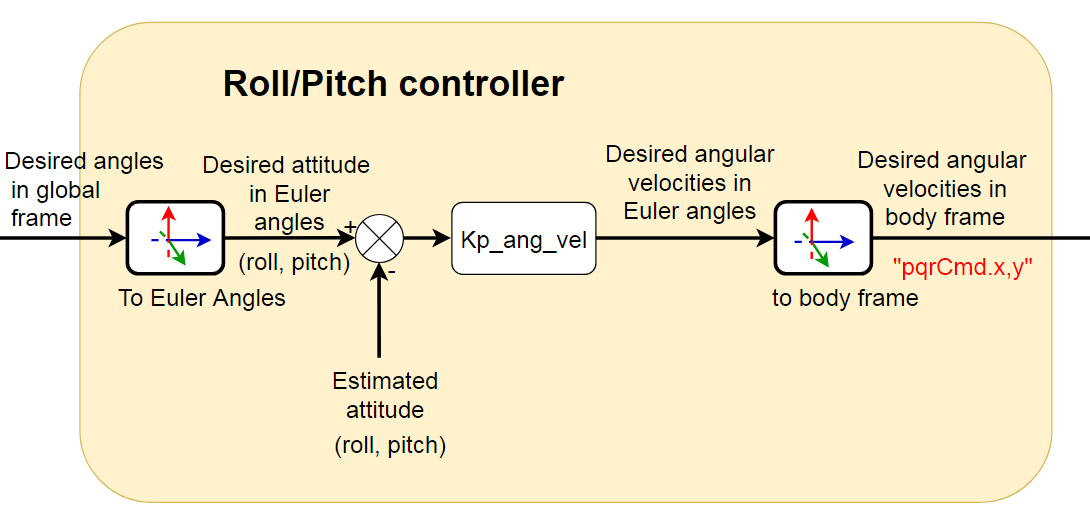 Roll/Pitch controller
Desired angles
in global
frame
To Euler Angles
Desired attitude
in Euler
angles
(roll, pitch)
+
-
Estimated
attitude
(roll, pitch)
Kp_ang_vel
Desired angular
velocities in
Euler angles
to body frame
Desired angular
velocities in
body frame
"pqrCmd.x,y"